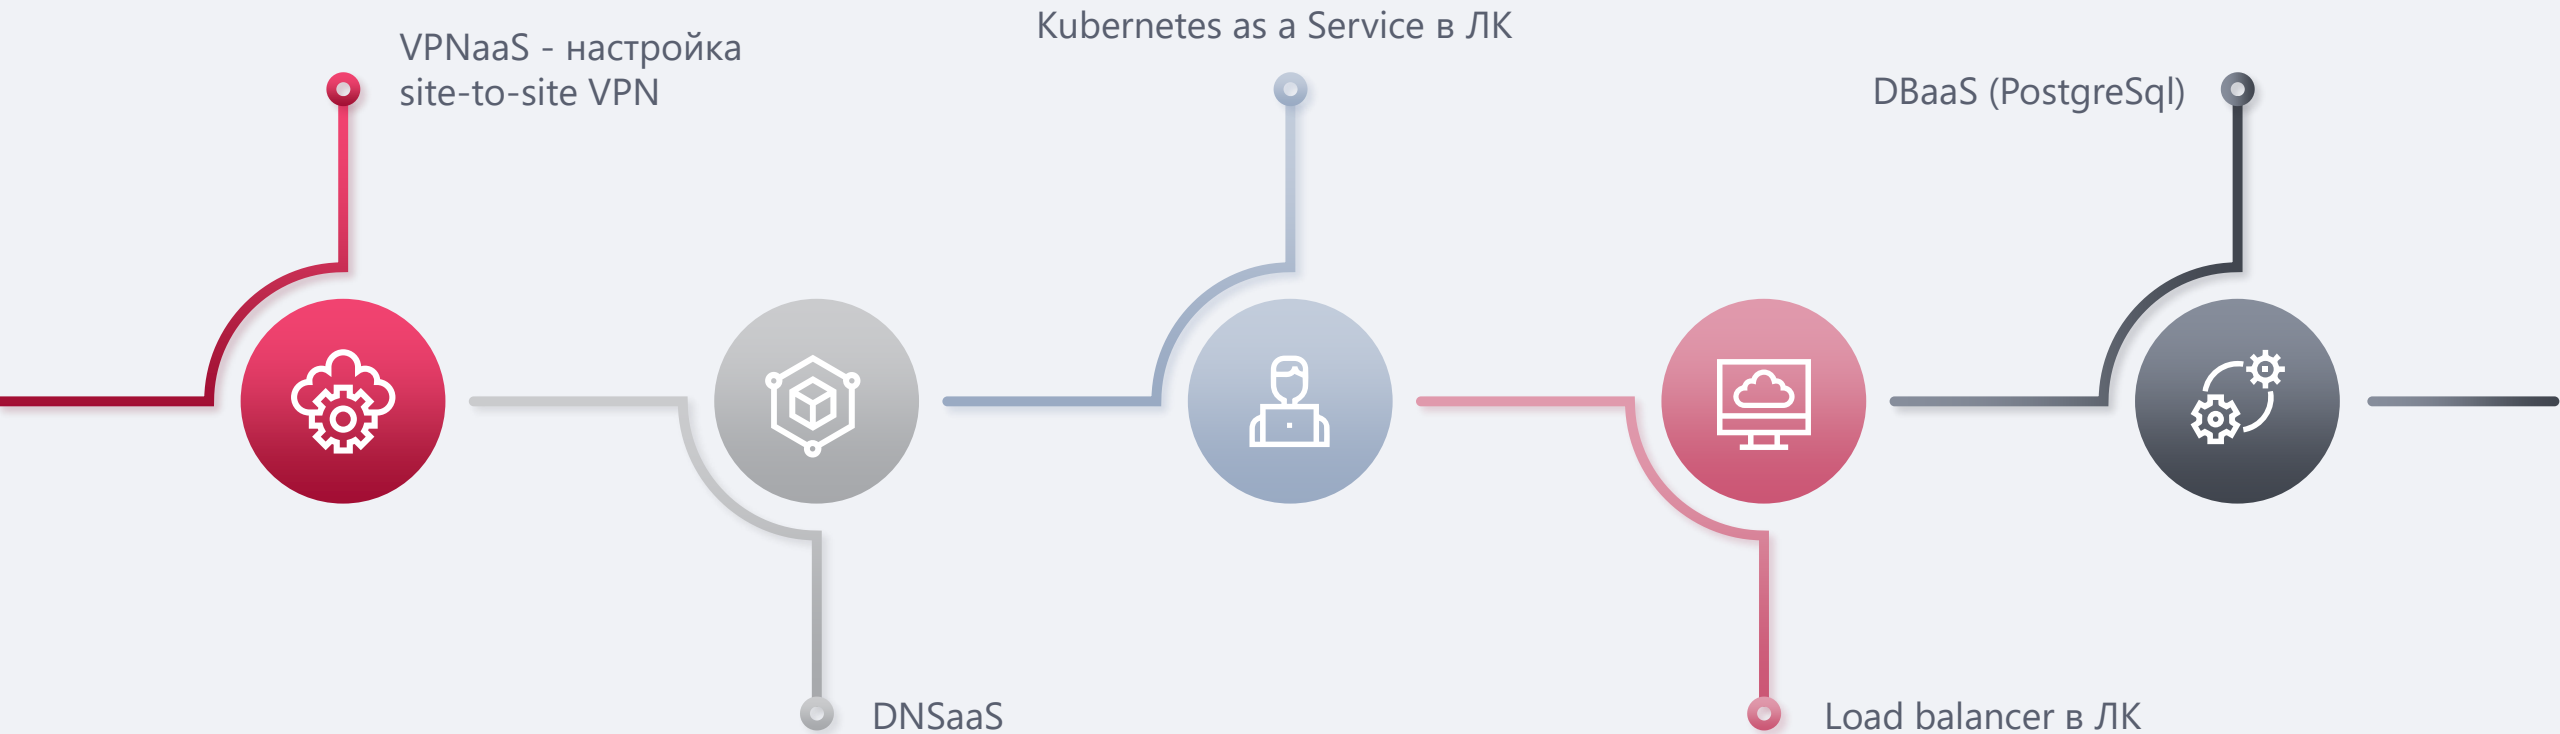 VPNaaS - настройка
site-to-site VPN
DNSaaS
Kubernetes as a Service в ЛК
Load balancer в ЛК
DBaaS (PostgreSql)